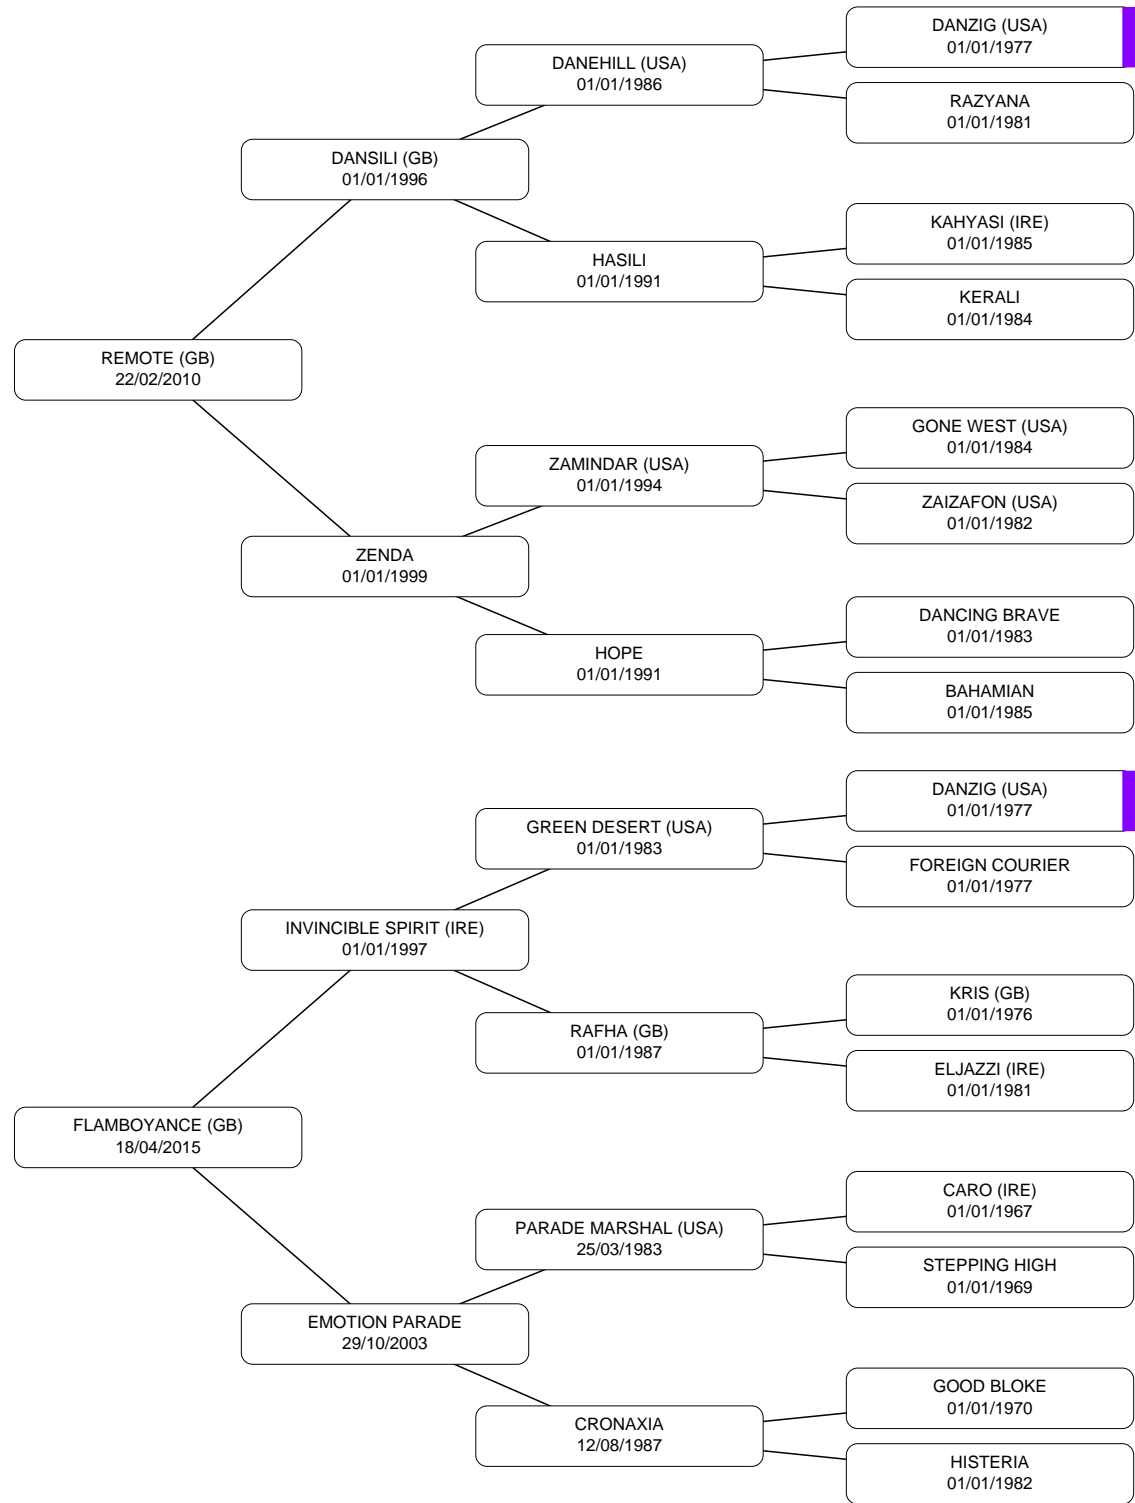 DANZIG (USA)
01/01/1977
DANEHILL (USA)
01/01/1986
RAZYANA
01/01/1981
DANSILI (GB)
01/01/1996
KAHYASI (IRE)
01/01/1985
HASILI
01/01/1991
KERALI
01/01/1984
REMOTE (GB)
22/02/2010
GONE WEST (USA)
01/01/1984
ZAMINDAR (USA)
01/01/1994
ZAIZAFON (USA)
01/01/1982
ZENDA
01/01/1999
DANCING BRAVE
01/01/1983
HOPE
01/01/1991
BAHAMIAN
01/01/1985
DANZIG (USA)
01/01/1977
GREEN DESERT (USA)
01/01/1983
FOREIGN COURIER
01/01/1977
INVINCIBLE SPIRIT (IRE)
01/01/1997
KRIS (GB)
01/01/1976
RAFHA (GB)
01/01/1987
ELJAZZI (IRE)
01/01/1981
FLAMBOYANCE (GB)
18/04/2015
CARO (IRE)
01/01/1967
PARADE MARSHAL (USA)
25/03/1983
STEPPING HIGH
01/01/1969
EMOTION PARADE
29/10/2003
GOOD BLOKE
01/01/1970
CRONAXIA
12/08/1987
HISTERIA
01/01/1982